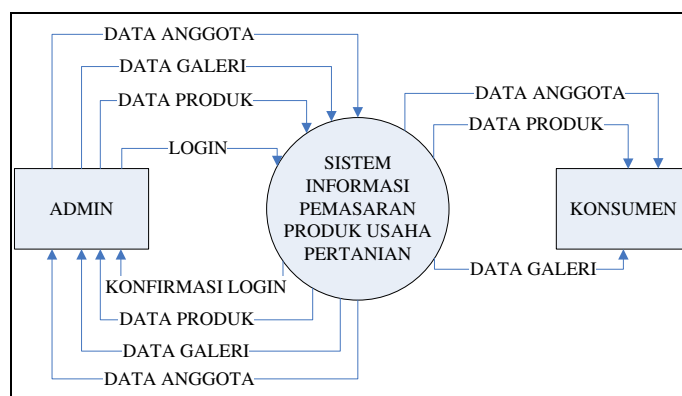 DATA ANGGOTA
DATA GALERI
DATA PRODUK
LOGIN
ADMIN
KONFIRMASI LOGIN
DATA PRODUK
DATA GALERI
DATA ANGGOTA
SISTEM
INFORMASI
PEMASARAN
PRODUK USAHA
PERTANIAN
DATA ANGGOTA
DATA PRODUK
KONSUMEN
DATA GALERI